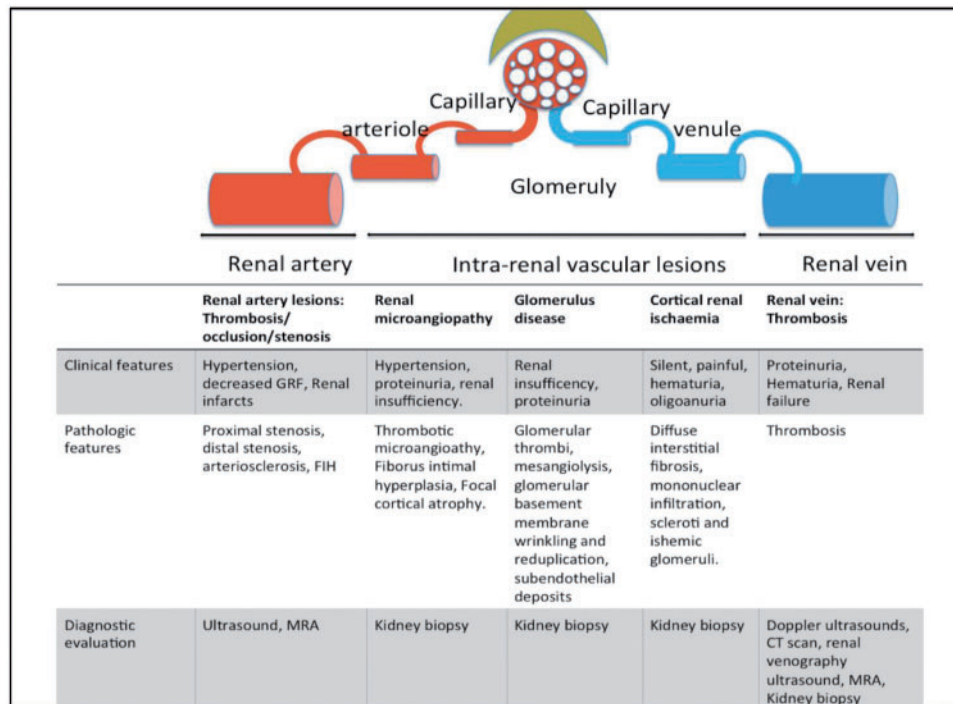 Capillary
Capillary
arteriole
venule
Glomeruly
Renal artery
Intra-renal vascular lesions
Renal vein
Renal artery lesions:
Thrombosis/
occlusion/stenosis
Renal
microangiopathy
Glomerulus
disease
Cortical renal
ischaemia
Renal vein:
Thrombosis
Clinical features
Hypertension,
decreased GRF, Renal
infarcts
Hypertension,
proteinuria, renal
insufficiency.
Renal
insufficency,
proteinuria
Silent, painful,
hematuria,
oligoanuria
Proteinuria,
Hematuria, Renal
failure
Pathologic
features
Proximal stenosis,
distal stenosis,
arteriosclerosis, FIH
Thrombotic
microangioathy,
Fiborus intimal
hyperplasia, Focal
cortical atrophy.
Glomerular
thrombi,
mesangiolysis,
glomerular
basement
membrane
wrinkling and
reduplication,
subendothelial
deposits
Diffuse
interstitial
fibrosis,
mononuclear
infiltration,
scleroti and
ishemic
glomeruli.
Thrombosis
Diagnostic
evaluation
Ultrasound, MRA
Kidney biopsy
Kidney biopsy
Kidney biopsy
Doppler ultrasounds,
CT scan, renal
venography
ultrasound, MRA,
Kidney biopsy